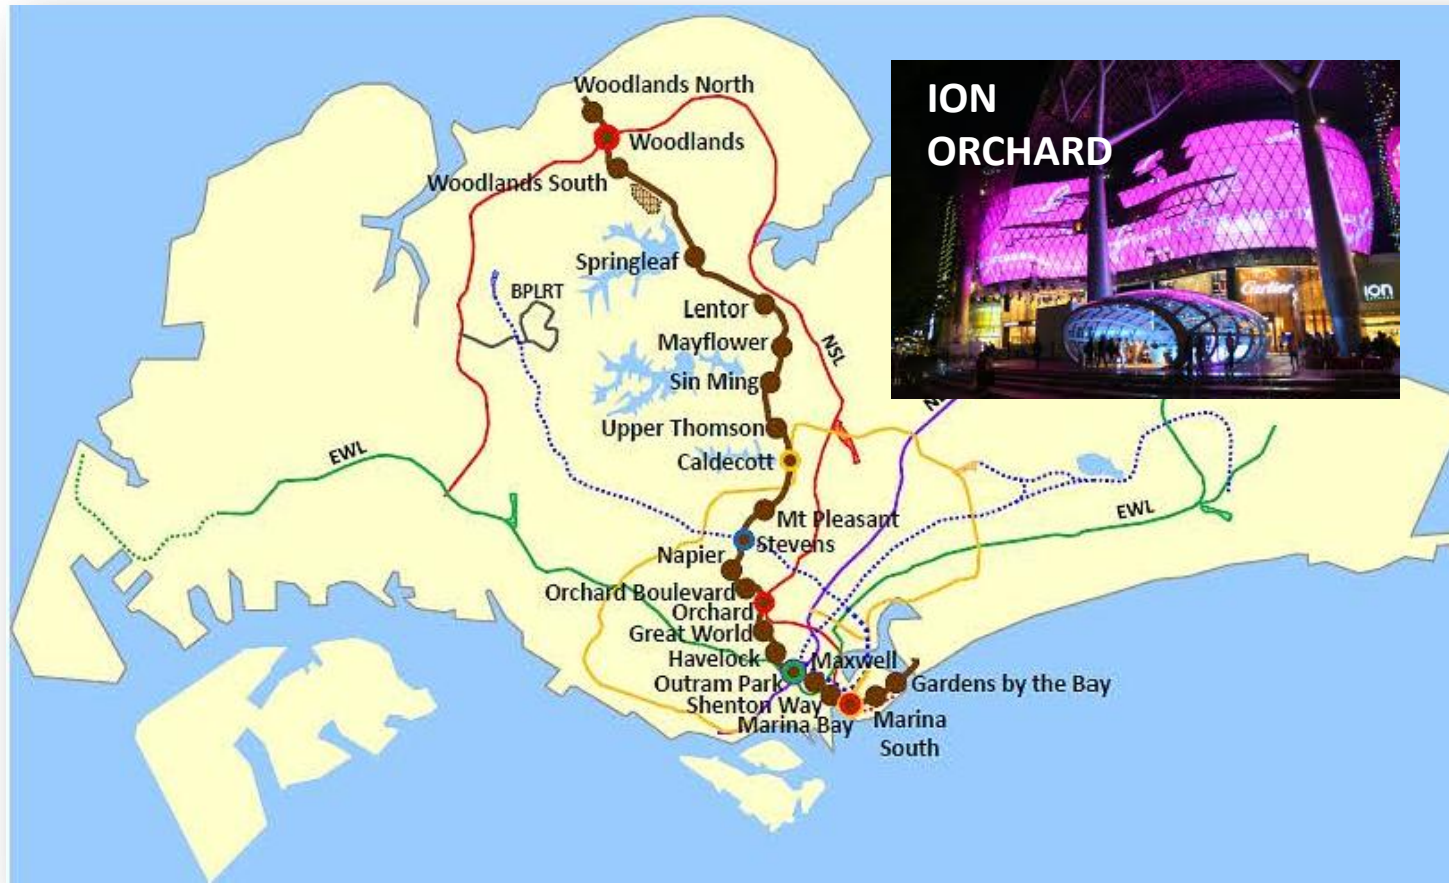 Woodlands North
Woodlands
Woodlands South
Springleaf
BPLRT
Lentor
Mayflower
NSL
Sin Ming
Upper Thomson
Caldecott
EWL
EWL
Mt Pleasant
Stevens
Napier
Orchard Boulevard
Orchard
Great World
Havelock
Maxwell
Outram Park
Gardens by the Bay
Shenton Way
Marina Bay
Marina
South
ION
ORCHARD
Cartier
ION